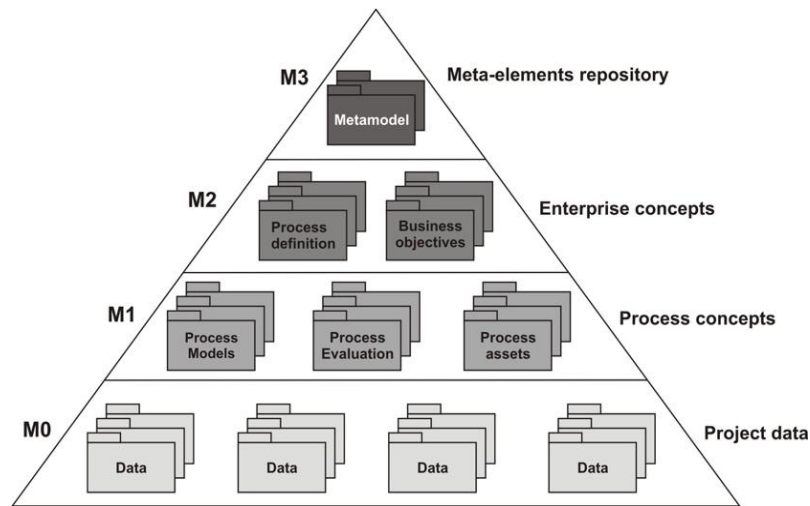 M3
Meta-elements repository
Metamodel
M2
Enterprise concepts
Process
definition
Business
objectives
M1
Process concepts
Process
Models
Process
Evaluation
Process
assets
M0
Project data
Data
Data
Data
Data